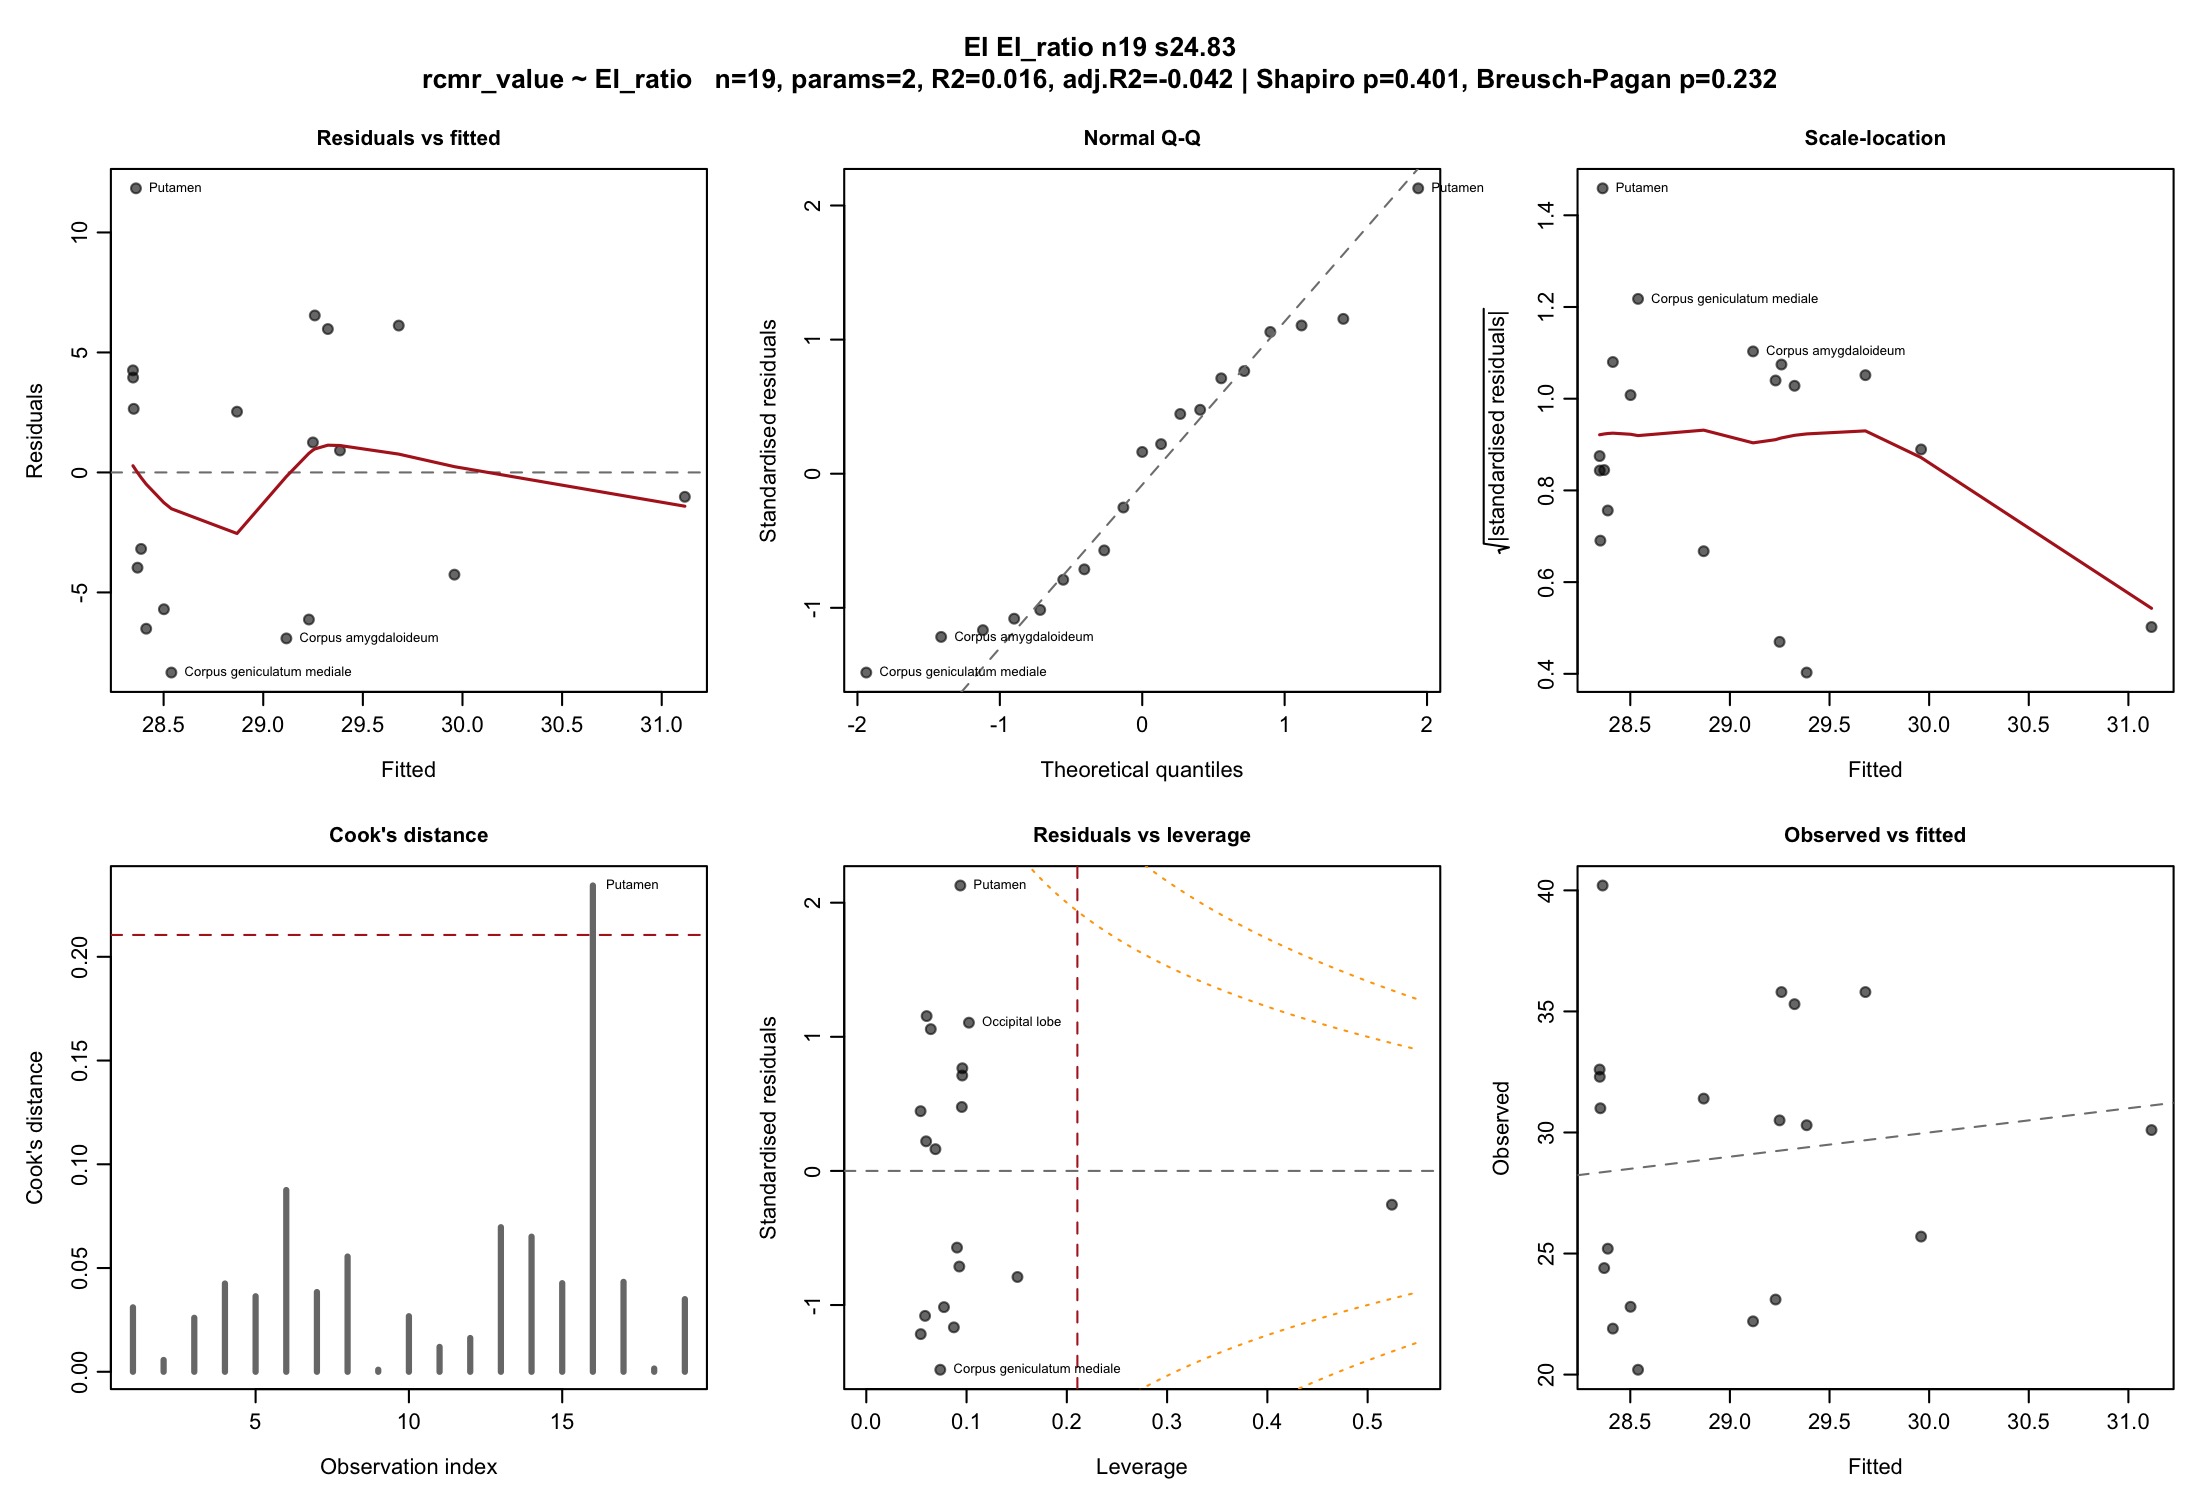 EI EI_ratio n19 s24.83
rcmr_value ~ EI_ratio n=19, params=2, R2=0.016, adj.R2=-0.042 | Shapiro p=0.401, Breusch-Pagan p=0.232
Residuals vs fitted
Putamen
Corpus amygdaloideum
Corpus geniculatum mediale
Residuals
-5 0 5 10
28.5 29.0 29.5 30.0 30.5 31.0
Fitted
Normal Q-Q
Putamen
Corpus amygdaloideum
Corpus geniculatum mediale
Standardised residuals
-1 0 1 2
-2 -1 0 1 2
Theoretical quantiles
Scale-location
Putamen
Corpus geniculatum mediale
Corpus amygdaloideum
√|standardised residuals|
0.4 0.6 0.8 1.0 1.2 1.4
28.5 29.0 29.5 30.0 30.5 31.0
Fitted
Cook's distance
Putamen
Cook's distance
0.00 0.05 0.10 0.15 0.20
5 10 15
Observation index
Residuals vs leverage
Putamen
Occipital lobe
Corpus geniculatum mediale
Standardised residuals
-1 0 1 2
0.0 0.1 0.2 0.3 0.4 0.5
Leverage
Observed vs fitted
Observed
20 25 30 35 40
28.5 29.0 29.5 30.0 30.5 31.0
Fitted